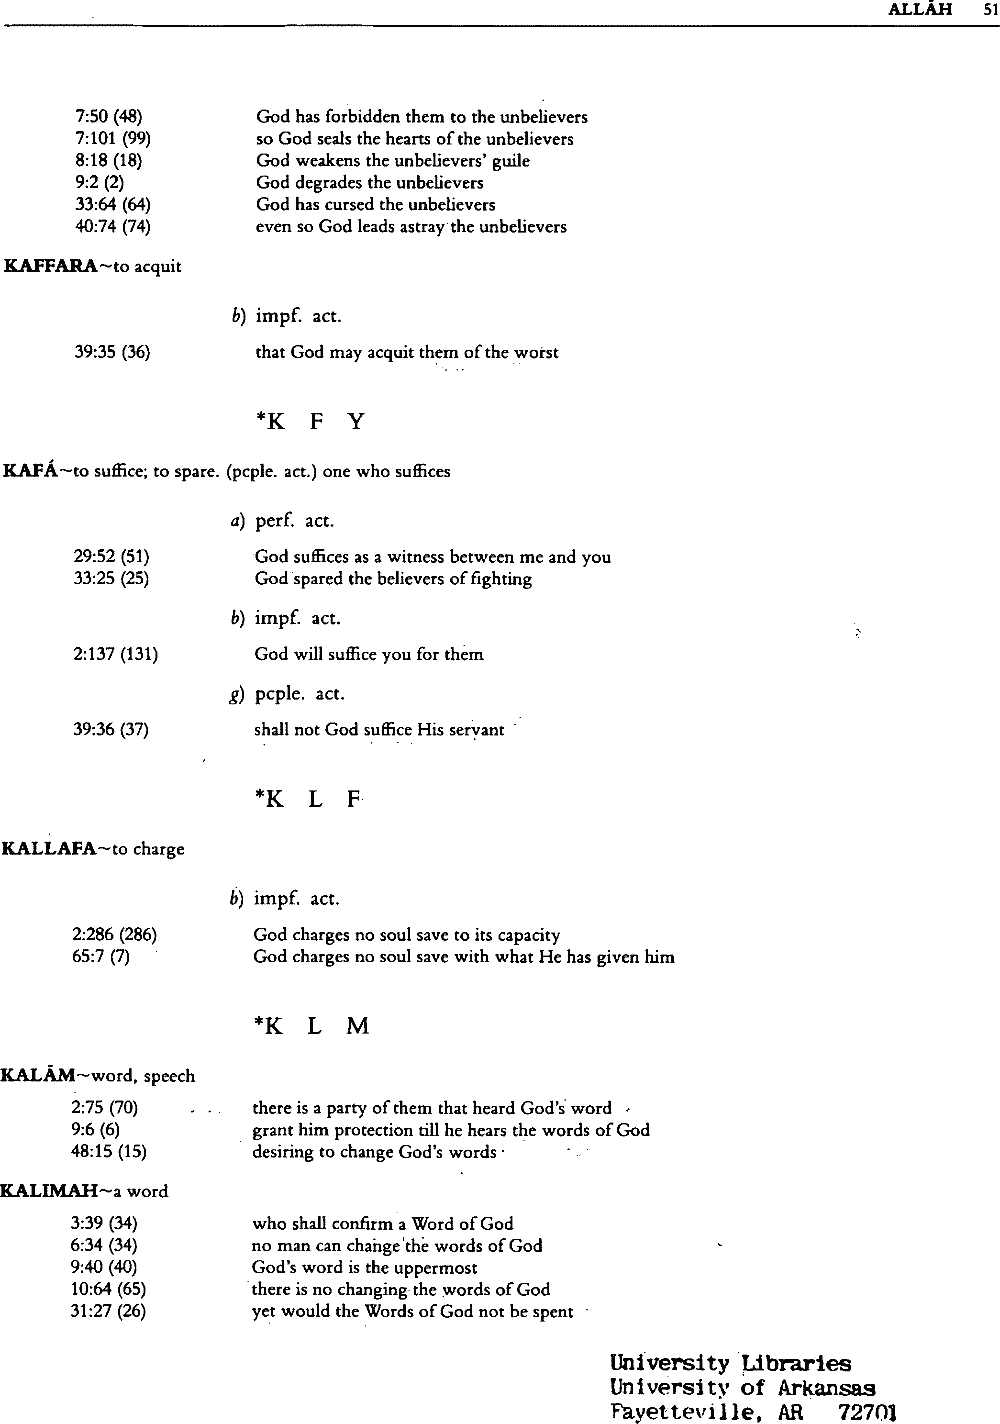 ALLĀH 51
7:50 (48) God has forbidden them to the unbelievers
7:101 (99) so God seals the hearts of the unbelievers
8:18 (18) God weakens the unbelievers' guile
9:2 (2) God degrades the unbelievers
33:64 (64) God has cursed the unbelievers
40:74 (74) even so God leads astray the unbelievers
KAFFARA~to acquit
b) impf. act.
39:35 (36) that God may acquit them of the worst
*K F Y
KAFÁ~to suffice; to spare. (pcple. act.) one who suffices
a) perf. act.
29:52 (51) God suffices as a witness between me and you
33:25 (25) God spared the believers of fighting
b) impf. act.
2:137 (131) God will suffice you for them
g) pcple. act.
39:36 (37) shall not God suffice His servant
*K L F
KALLAFA~to charge
b) impf. act.
2:286 (286) God charges no soul save to its capacity
65:7 (7) God charges no soul save with what He has given him
*K L M
KALĀM~word, speech
2:75 (70) there is a party of them that heard God's word
9:6 (6) grant him protection till he hears the words of God
48:15 (15) desiring to change God's words
KALIMAH~a word
3:39 (34) who shall confirm a Word of God
6:34 (34) no man can change the words of God
9:40 (40) God's word is the uppermost
10:64 (65) there is no changing the words of God
31:27 (26) yet would the Words of God not be spent
University Libraries
University of Arkansas
Fayetteville, AR 72701